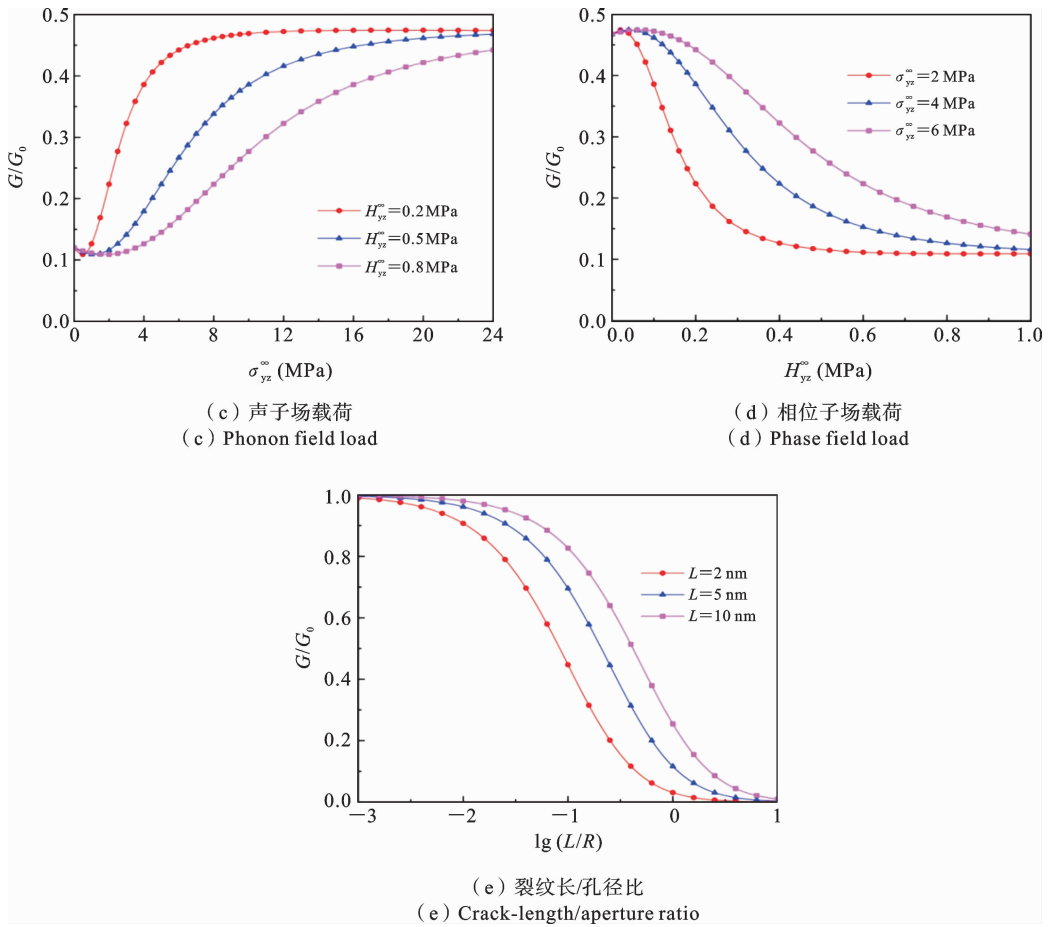 0.5
0.4
0.3
0.2
0.1
0.0
G/G₀
H∞yz=0.2MPa
H∞yz=0.5MPa
H∞yz=0.8MPa
0 4 8 12 16 20 24
σ∞yz (MPa)
(c)声子场载荷
(c)Phonon field load
0.5
0.4
0.3
0.2
0.1
0.0
G/G₀
σ∞yz=2 MPa
σ∞yz=4 MPa
σ∞yz=6 MPa
0.0 0.2 0.4 0.6 0.8 1.0
H∞yz (MPa)
(d)相位子场载荷
(d)Phase field load
1.0
0.8
0.6
0.4
0.2
0.0
G/G₀
L=2 nm
L=5 nm
L=10 nm
−3 −2 −1 0 1
lg (L/R)
(e)裂纹长/孔径比
(e)Crack-length/aperture ratio